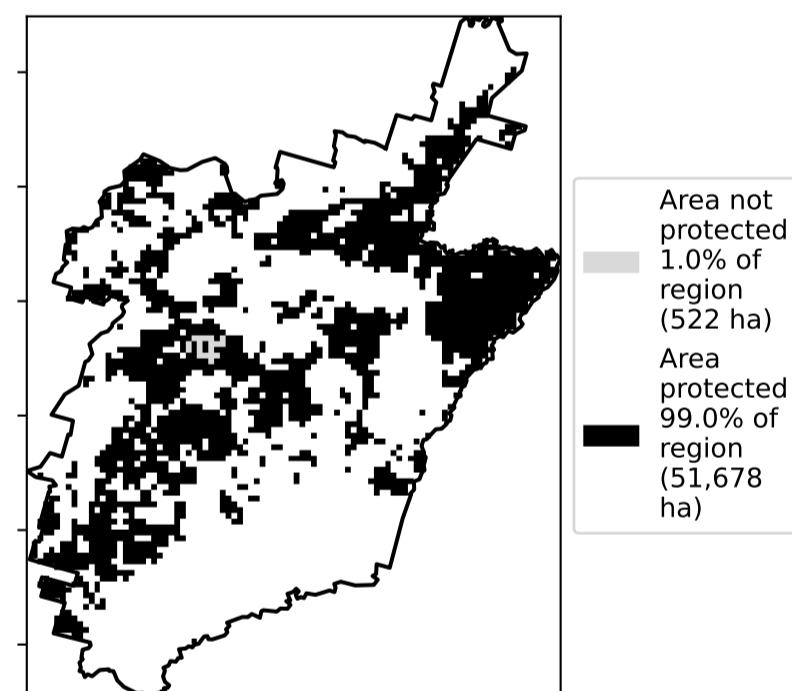 Area not
protected
1.0% of
region
(522 ha)
Area
protected
99.0% of
region
(51,678
ha)